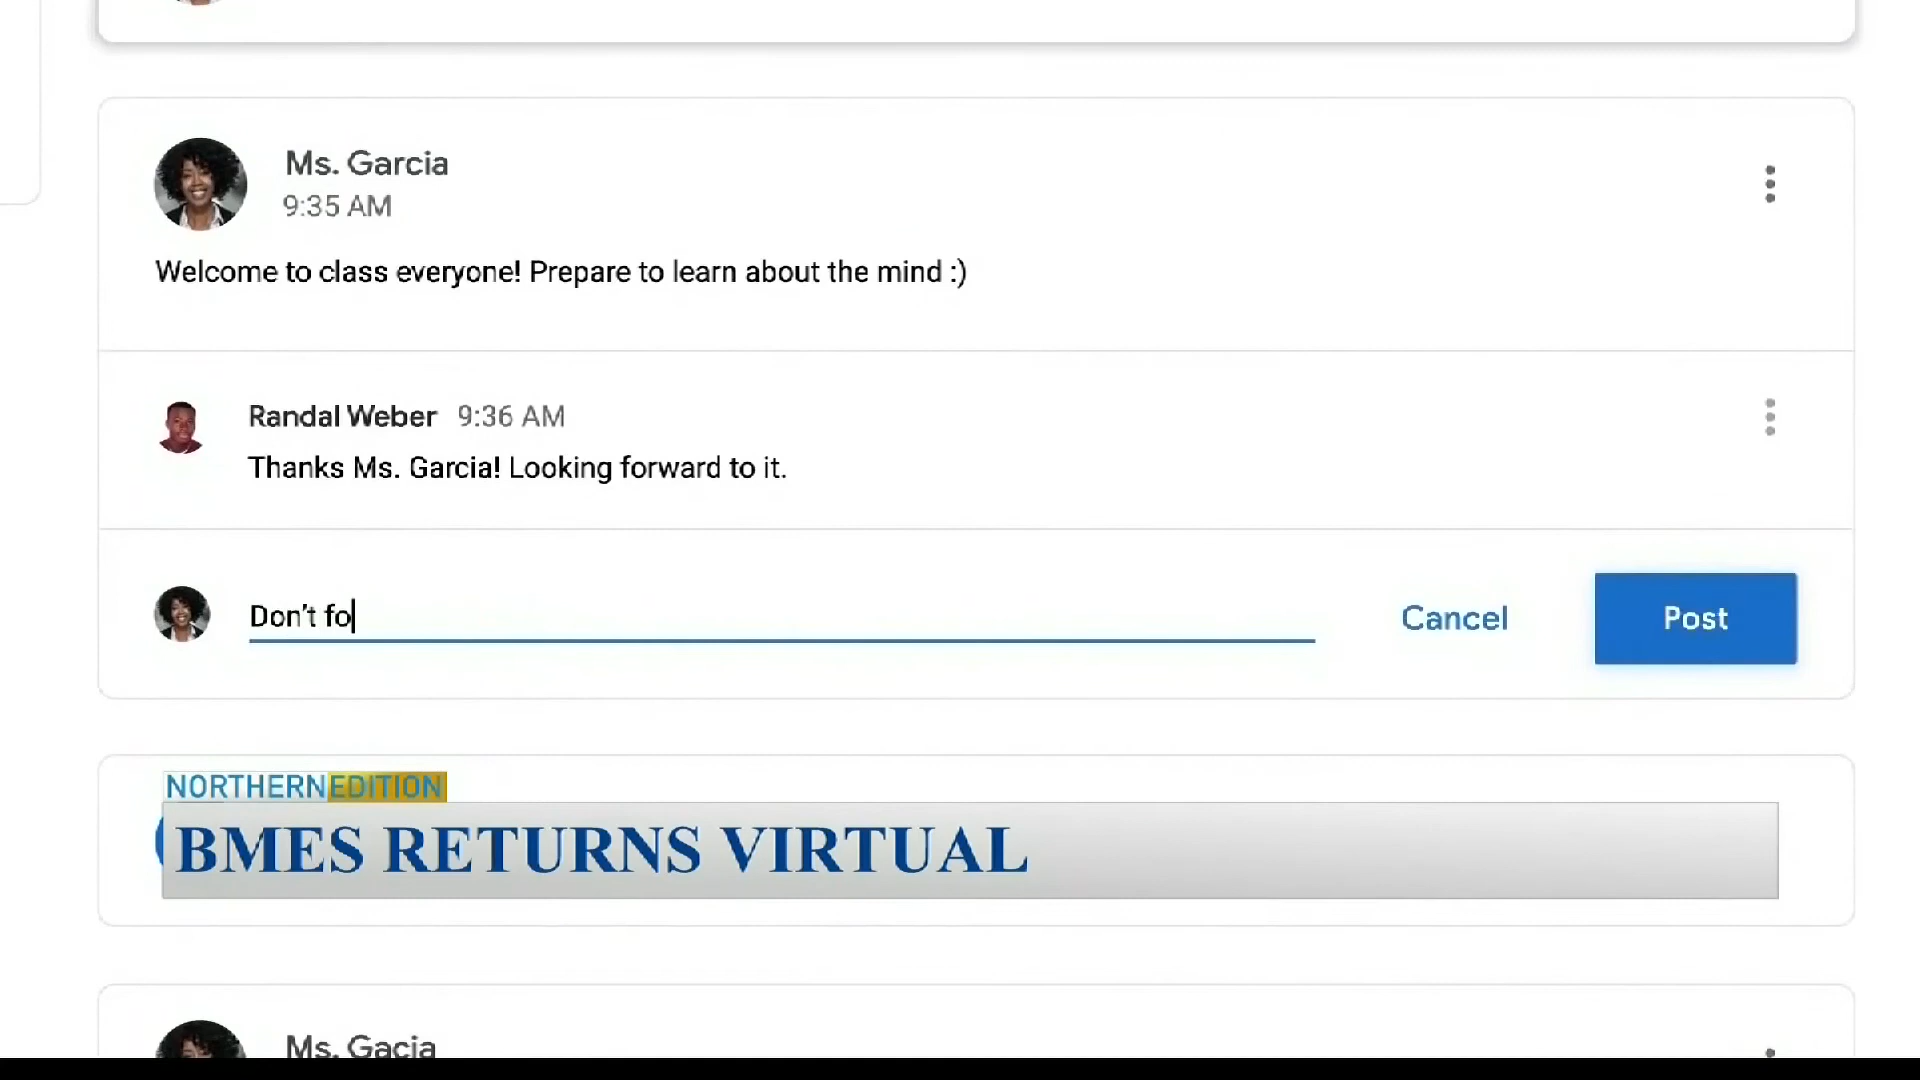 Ms. Garcia
9:35 AM
Welcome to class everyone! Prepare to learn about the mind :)
Randal Weber 9:36 AM
Thanks Ms. Garcia! Looking forward to it.
Don't fo
Cancel
Post
NORTHERNEDITION
BMES RETURNS VIRTUAL
Ms. Gacia